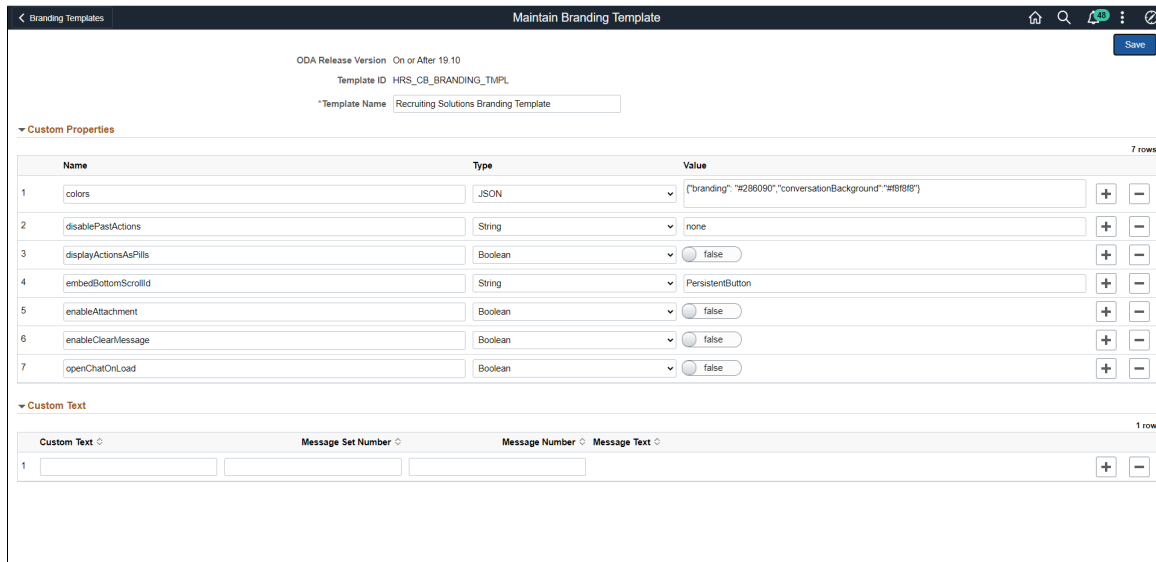 Branding Templates
Maintain Branding Template
48
Save
ODA Release Version On or After 19.10
Template ID HRS_CB_BRANDING_TMPL
*Template Name Recruiting Solutions Branding Template
Custom Properties
7 rows
Name Type Value
1 colors JSON {"branding": "#286090","conversationBackground":"#f8f8f8"}
2 disablePastActions String none
3 displayActionsAsPills Boolean false
4 embedBottomScrollId String PersistentButton
5 enableAttachment Boolean false
6 enableClearMessage Boolean false
7 openChatOnLoad Boolean false
Custom Text
1 row
Custom Text Message Set Number Message Number Message Text
1